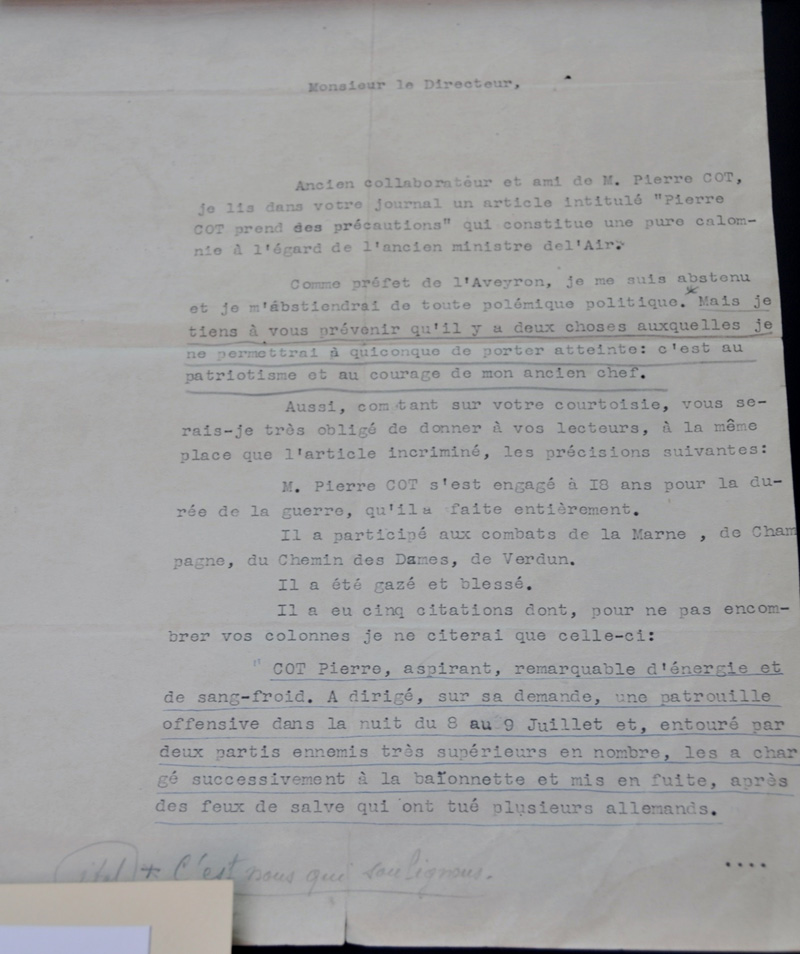 Monsieur le Directeur,
Ancien collaborateur et ami de M. Pierre COT,
je lis dans votre journal un article intitulé "Pierre
COT prend des précautions" qui constitue une pure calom-
nie à l'égard de l'ancien ministre del'Air.
Comme préfet de l'Aveyron, je me suis abstenu
et je m'abstiendrai de toute polémique politique.* Mais je
tiens à vous prévenir qu'il y a deux choses auxquelles je
ne permettrai à quiconque de porter atteinte: c'est au
patriotisme et au courage de mon ancien chef.
Aussi, com tant sur votre courtoisie, vous se-
rais-je très obligé de donner à vos lecteurs, à la même
place que l'article incriminé, les précisions suivantes:
M. Pierre COT s'est engagé à I8 ans pour la du-
rée de la guerre, qu'ila faite entièrement.
Il a participé aux combats de la Marne , de Cham
pagne, du Chemin des Dames, de Verdun.
Il a été gazé et blessé.
Il a eu cinq citations dont, pour ne pas encom-
brer vos colonnes je ne citerai que celle-ci:
" COT Pierre, aspirant, remarquable d'énergie et
de sang-froid. A dirigé, sur sa demande, une patrouille
offensive dans la nuit du 8 au 9 Juillet et, entouré par
deux partis ennemis très supérieurs en nombre, les a char
gé successivement à la baïonnette et mis en fuite, après
des feux de salve qui ont tué plusieurs allemands.
....
* C'est nous qui soulignons.